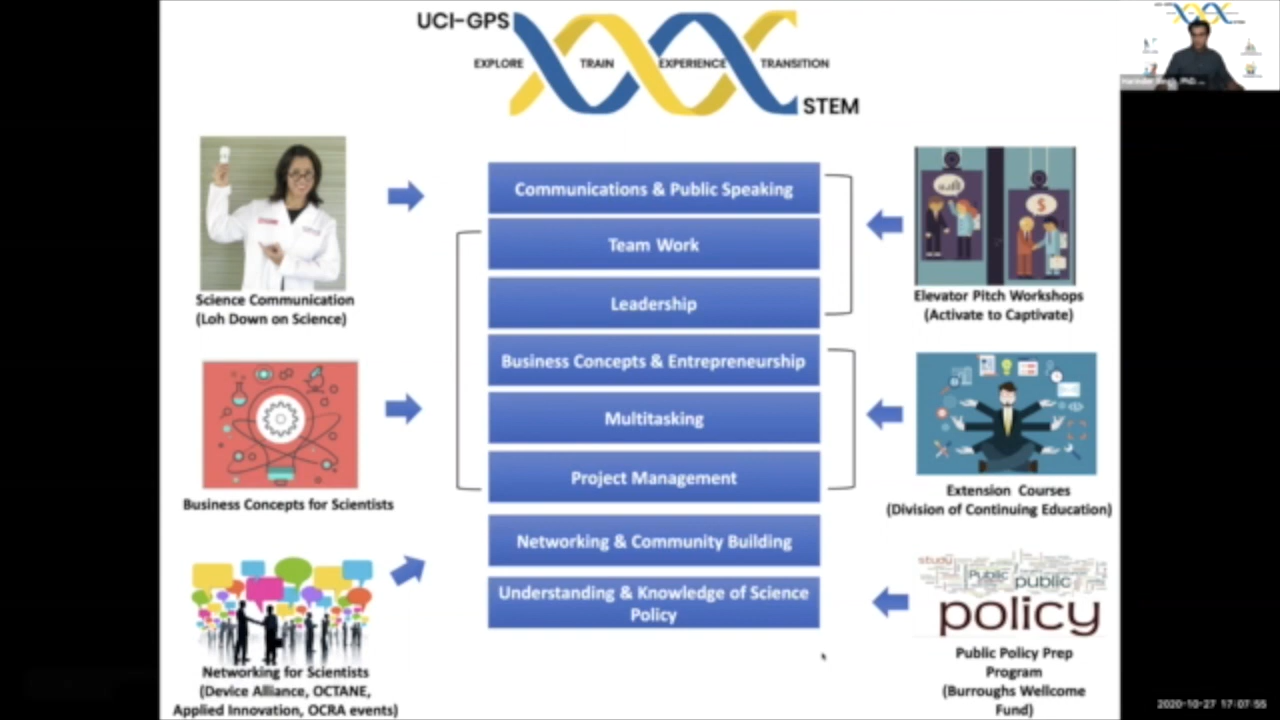 UCI-GPS
EXPLORE TRAIN EXPERIENCE TRANSITION
STEM
Communications & Public Speaking
Team Work
Leadership
Business Concepts & Entrepreneurship
Multitasking
Project Management
Networking & Community Building
Understanding & Knowledge of Science
Policy
Science Communication
(Loh Down on Science)
Business Concepts for Scientists
Networking for Scientists
(Device Alliance, OCTANE,
Applied Innovation, OCRA events)
Elevator Pitch Workshops
(Activate to Captivate)
$
Extension Courses
(Division of Continuing Education)
study
Public
public
policy
Public Policy Prep
Program
(Burroughs Wellcome
Fund)
2020-10-27 17:07:55